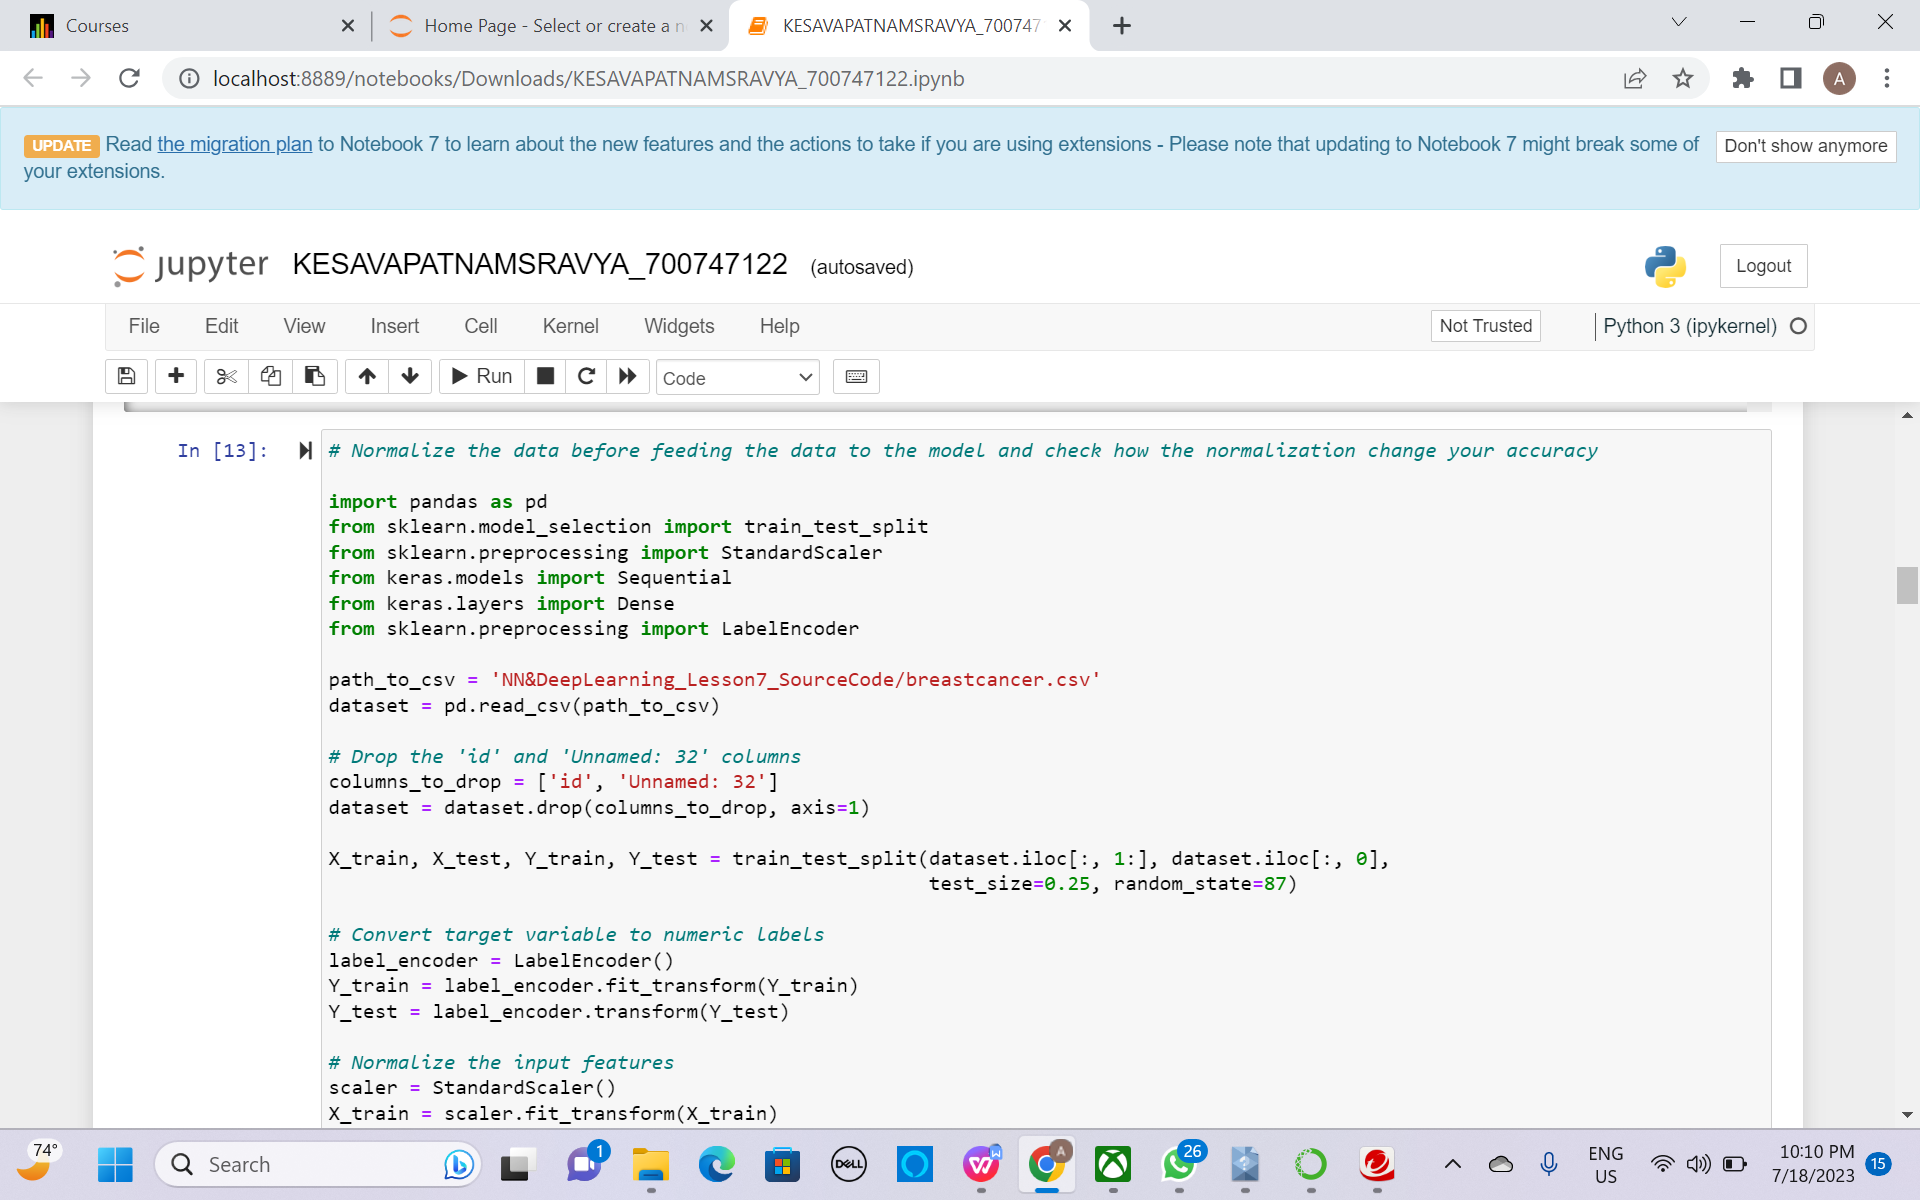 Courses
Home Page - Select or create a n
KESAVAPATNAMSRAVYA_700747
localhost:8889/notebooks/Downloads/KESAVAPATNAMSRAVYA_700747122.ipynb
A
UPDATE Read the migration plan to Notebook 7 to learn about the new features and the actions to take if you are using extensions - Please note that updating to Notebook 7 might break some of
your extensions.
Don't show anymore
jupyter KESAVAPATNAMSRAVYA_700747122 (autosaved)
Logout
File Edit View Insert Cell Kernel Widgets Help
Not Trusted
Python 3 (ipykernel)
Run
Code
In [13]:
# Normalize the data before feeding the data to the model and check how the normalization change your accuracy
import pandas as pd
from sklearn.model_selection import train_test_split
from sklearn.preprocessing import StandardScaler
from keras.models import Sequential
from keras.layers import Dense
from sklearn.preprocessing import LabelEncoder
path_to_csv = 'NN&DeepLearning_Lesson7_SourceCode/breastcancer.csv'
dataset = pd.read_csv(path_to_csv)
# Drop the 'id' and 'Unnamed: 32' columns
columns_to_drop = ['id', 'Unnamed: 32']
dataset = dataset.drop(columns_to_drop, axis=1)
X_train, X_test, Y_train, Y_test = train_test_split(dataset.iloc[:, 1:], dataset.iloc[:, 0],
test_size=0.25, random_state=87)
# Convert target variable to numeric labels
label_encoder = LabelEncoder()
Y_train = label_encoder.fit_transform(Y_train)
Y_test = label_encoder.transform(Y_test)
# Normalize the input features
scaler = StandardScaler()
X_train = scaler.fit_transform(X_train)
74°
Search
1
DELL
W
A
26
ENG
US
10:10 PM
7/18/2023
15